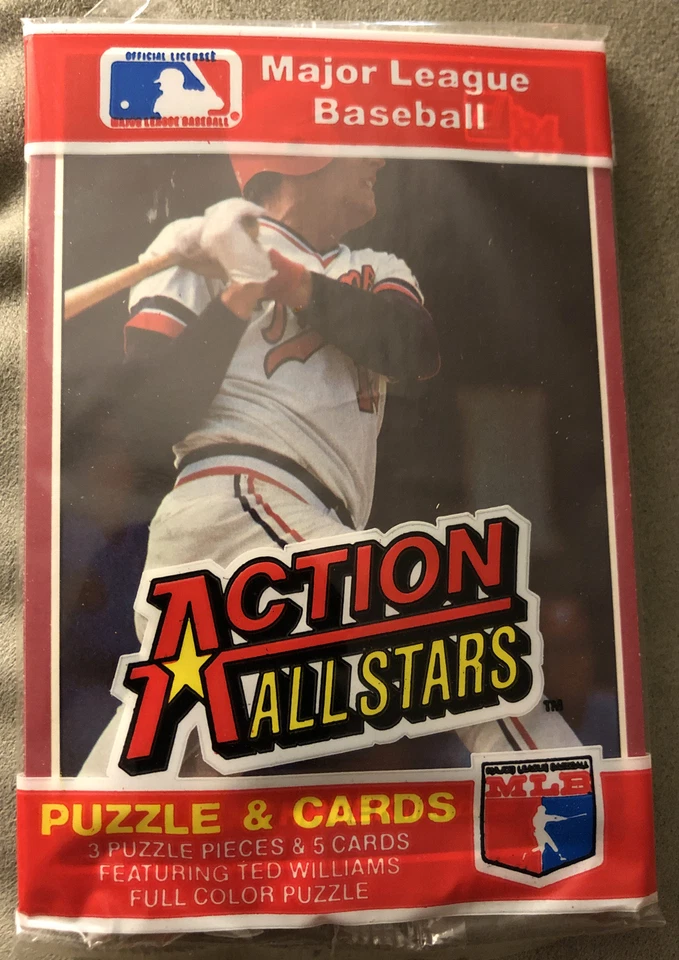 OFFICIAL LICENSEE
MAJOR LEAGUE BASEBALL
®
Major League
Baseball
84
ACTION
ALL STARS
TM
MAJOR LEAGUE BASEBALL
MLB
PUZZLE & CARDS
3 PUZZLE PIECES & 5 CARDS
FEATURING TED WILLIAMS
FULL COLOR PUZZLE